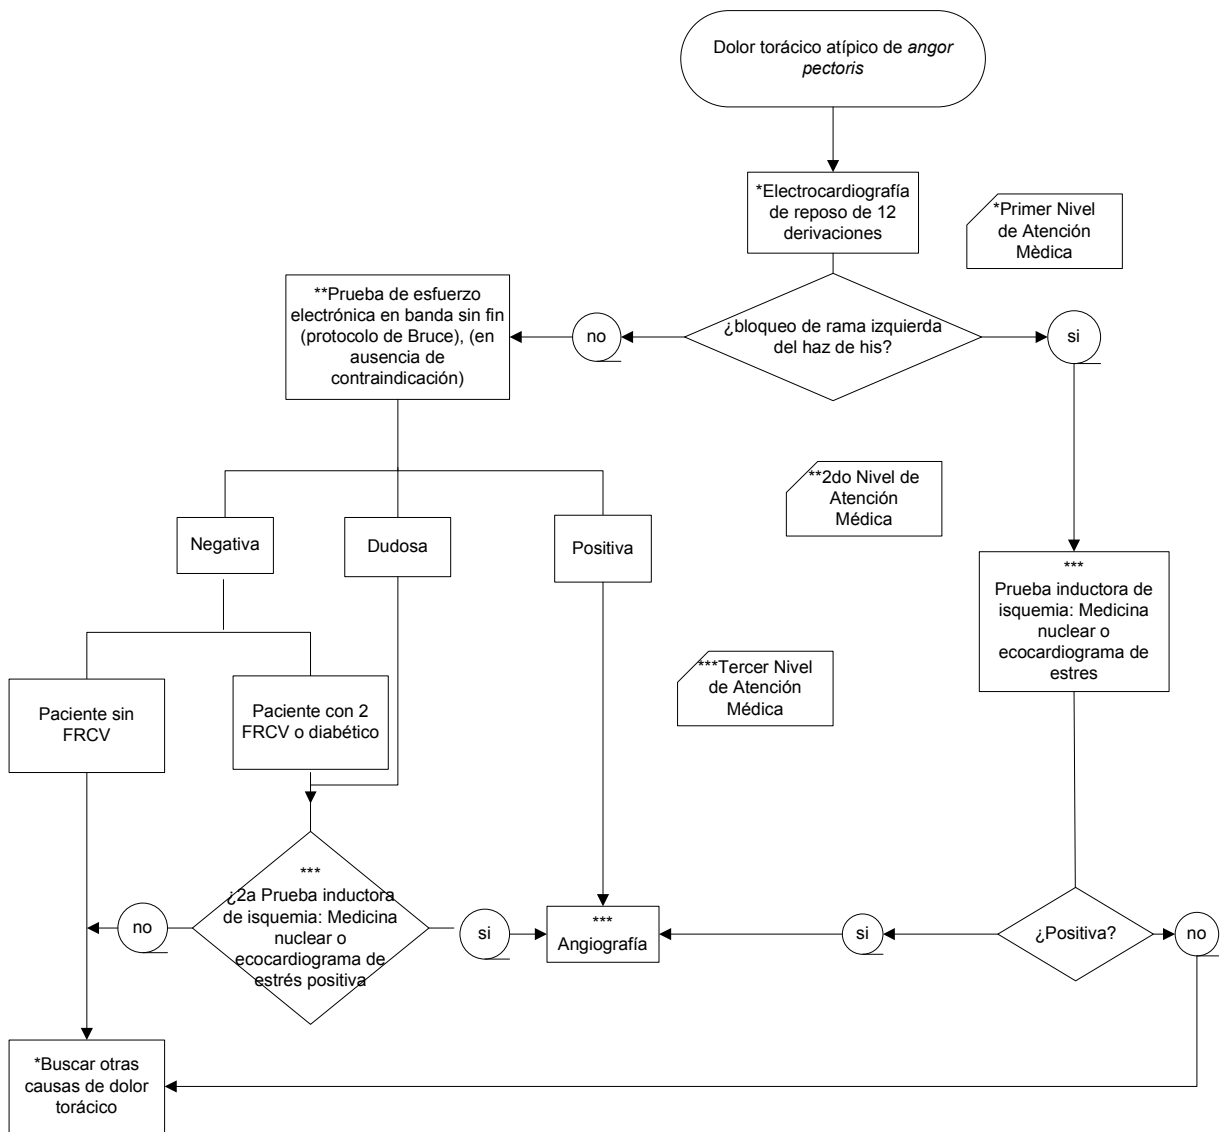 Dolor torácico atípico de angor
pectoris
*Electrocardiografía
de reposo de 12
derivaciones
*Primer Nivel
de Atención
Mèdica
**Prueba de esfuerzo
electrónica en banda sin fin
(protocolo de Bruce), (en
ausencia de
contraindicación)
no
¿bloqueo de rama izquierda
del haz de his?
si
**2do Nivel de
Atención
Médica
Negativa
Dudosa
Positiva
***
Prueba inductora de
isquemia: Medicina
nuclear o
ecocardiograma de
estres
***Tercer Nivel
de Atención
Médica
Paciente sin
FRCV
Paciente con 2
FRCV o diabético
***
¿2a Prueba inductora
de isquemia: Medicina
nuclear o
ecocardiograma de
estrés positiva
no
si
***
Angiografía
si
¿Positiva?
no
*Buscar otras
causas de dolor
torácico